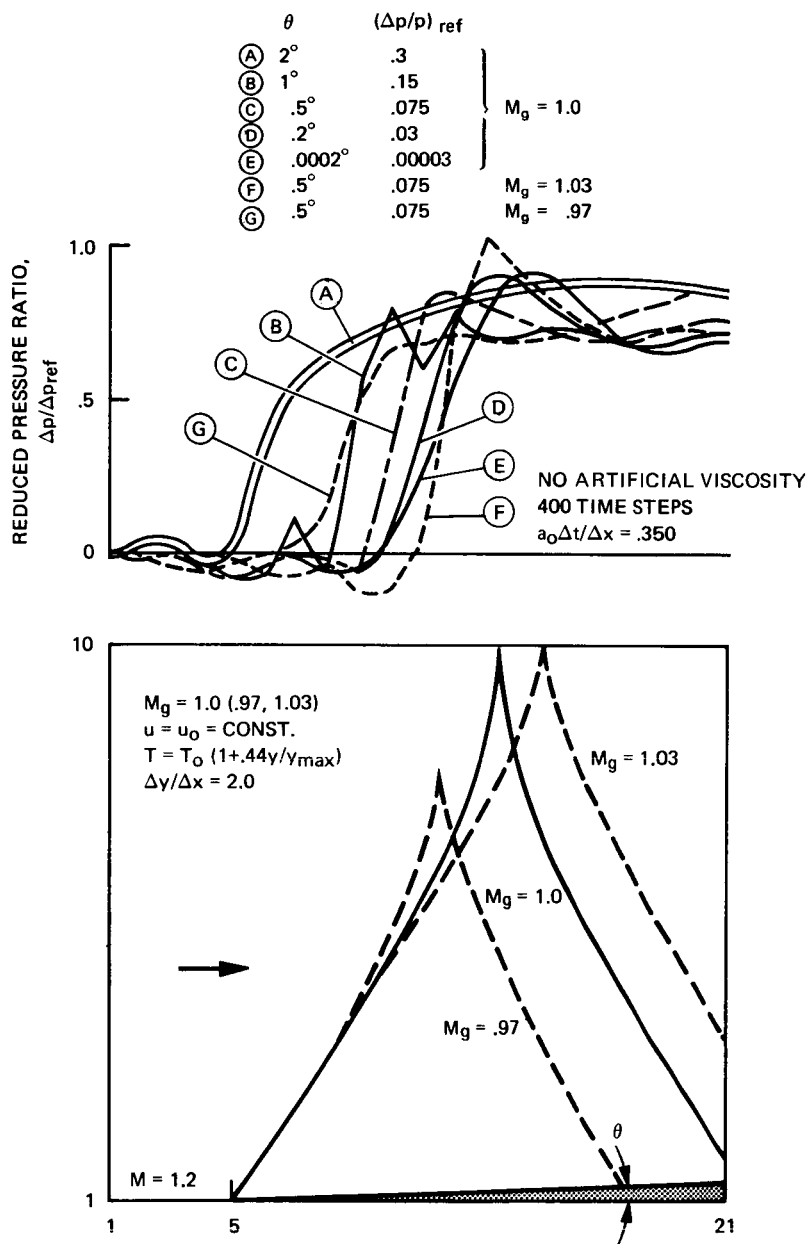 θ (Δp/p) ref
Ⓐ 2° .3
Ⓑ 1° .15
Ⓒ .5° .075 M_g = 1.0
Ⓓ .2° .03
Ⓔ .0002° .00003
Ⓕ .5° .075 M_g = 1.03
Ⓖ .5° .075 M_g = .97
REDUCED PRESSURE RATIO,
Δp/Δp_ref
1.0
.5
0
A
B
C
G
D
E
F
NO ARTIFICIAL VISCOSITY
400 TIME STEPS
a_oΔt/Δx = .350
10
M_g = 1.0 (.97, 1.03)
u = u_o = CONST.
T = T_o (1+.44y/y_max)
Δy/Δx = 2.0
M_g = 1.03
M_g = 1.0
M_g = .97
θ
M = 1.2
1
1 5 21